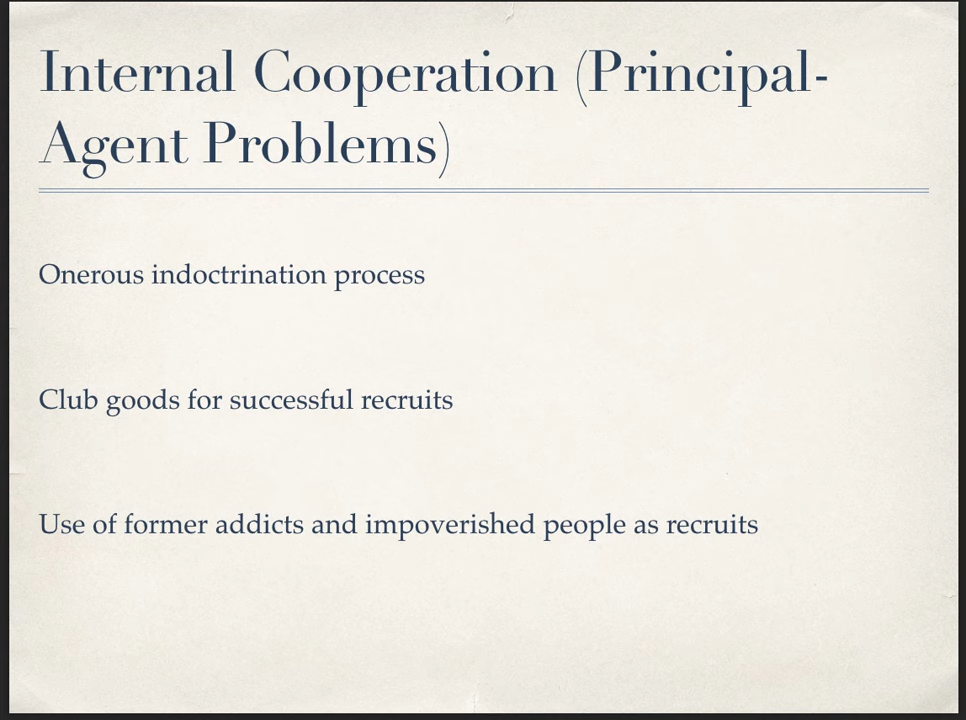 Internal Cooperation (Principal-
Agent Problems)
Onerous indoctrination process
Club goods for successful recruits
Use of former addicts and impoverished people as recruits